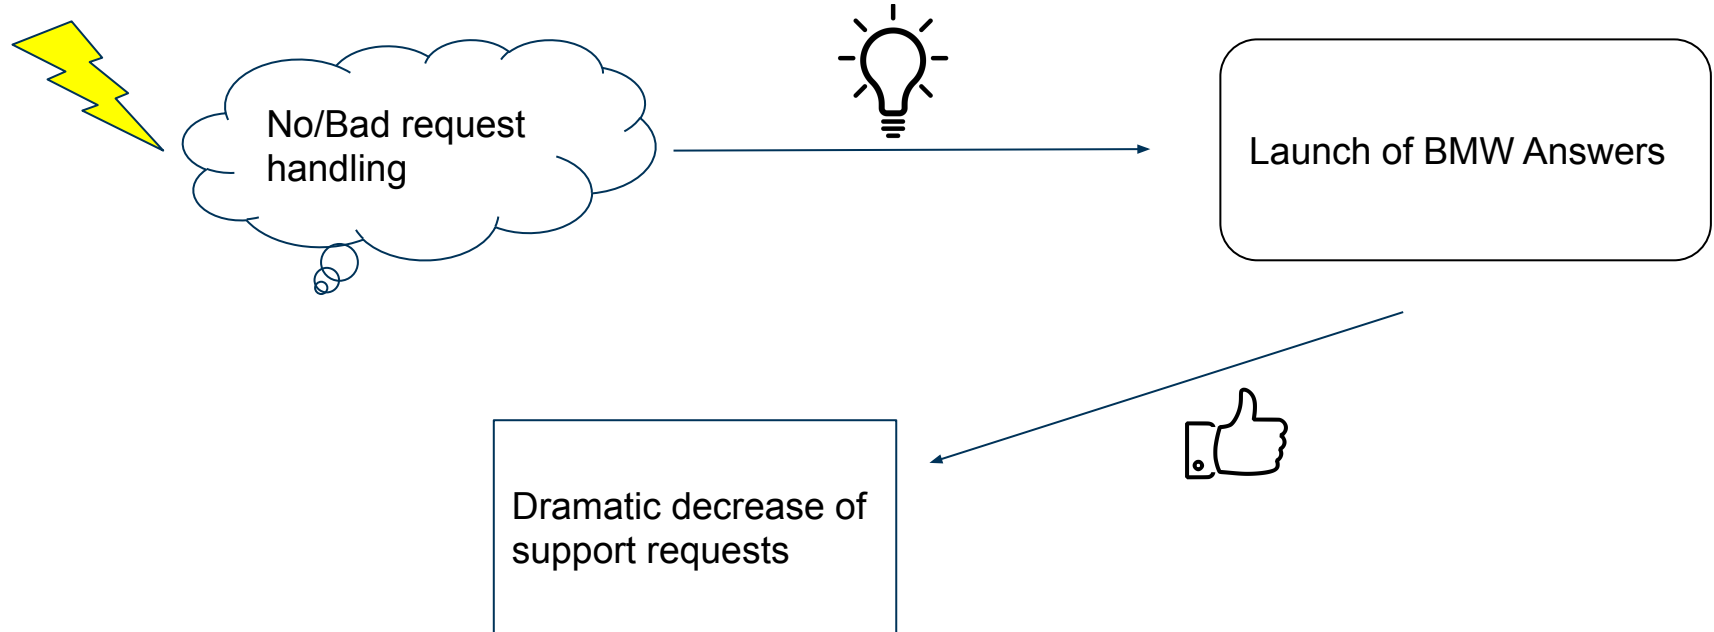 No/Bad request
handling
Launch of BMW Answers
Dramatic decrease of
support requests